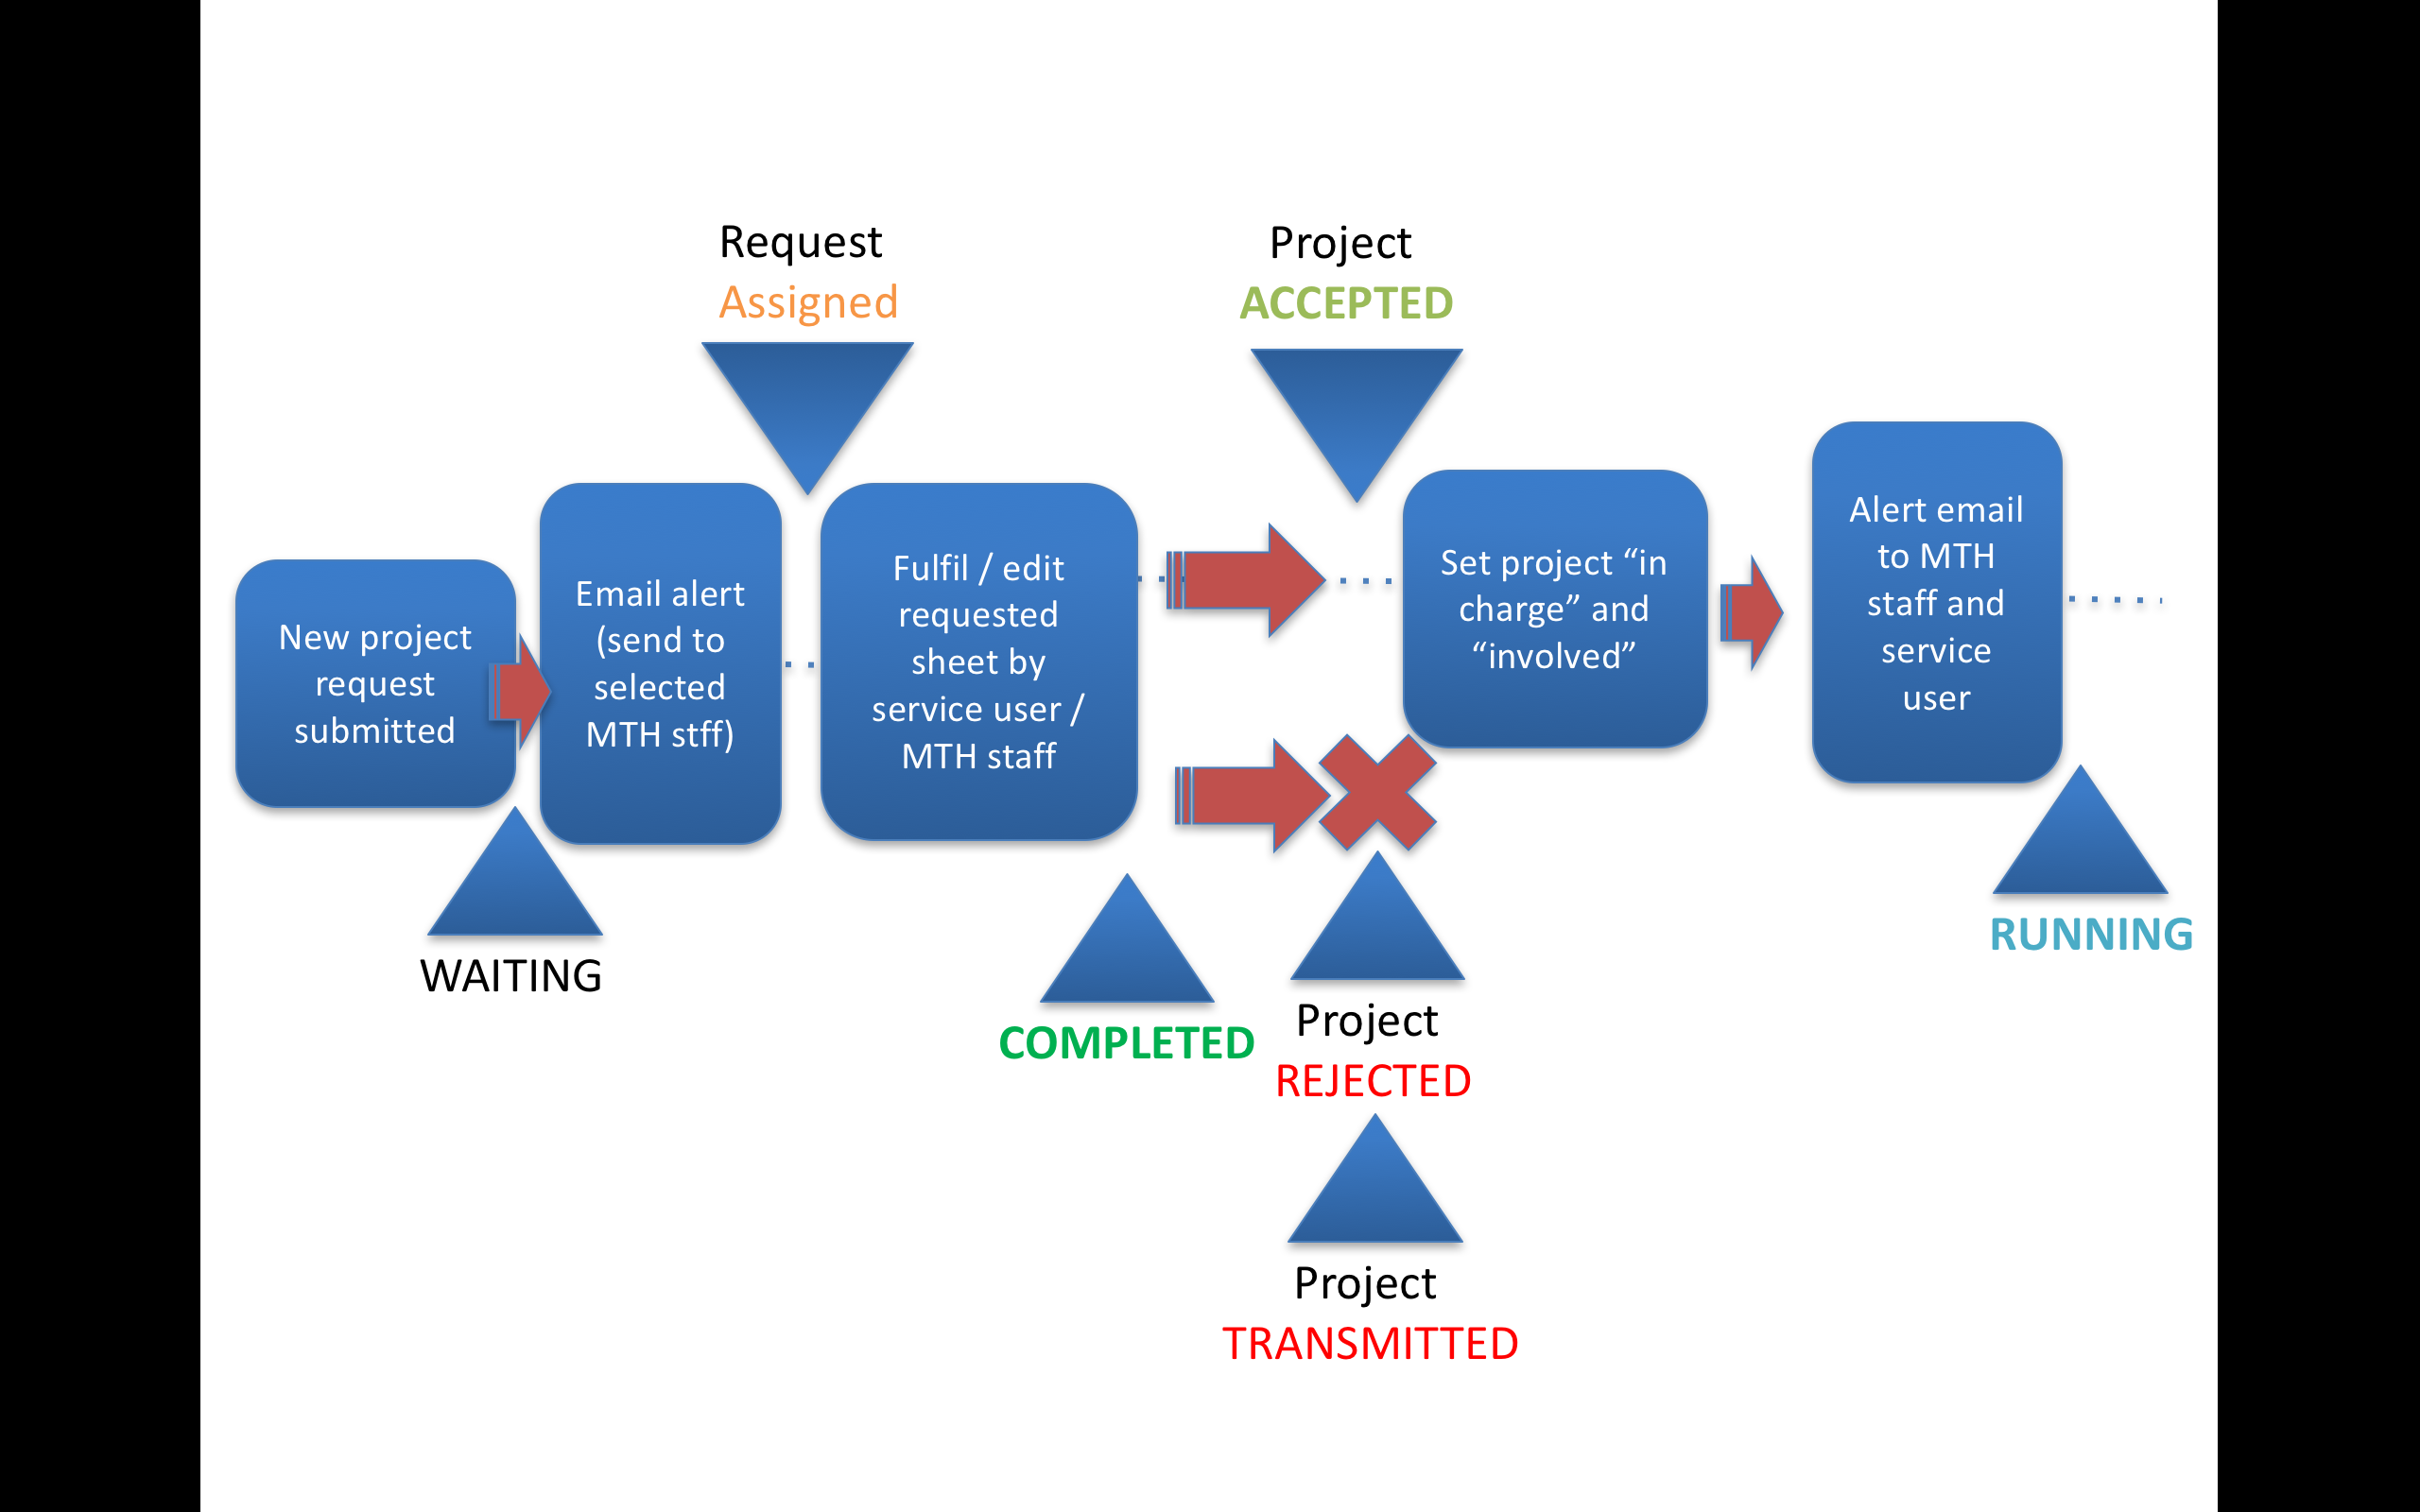 Request
Assigned
Project
ACCEPTED
New project
request
submitted
Email alert
(send to
selected
MTH stff)
Fulfil / edit
requested
sheet by
service user /
MTH staff
Set project “in
charge” and
“involved”
Alert email
to MTH
staff and
service
user
WAITING
COMPLETED
Project
REJECTED
RUNNING
Project
TRANSMITTED